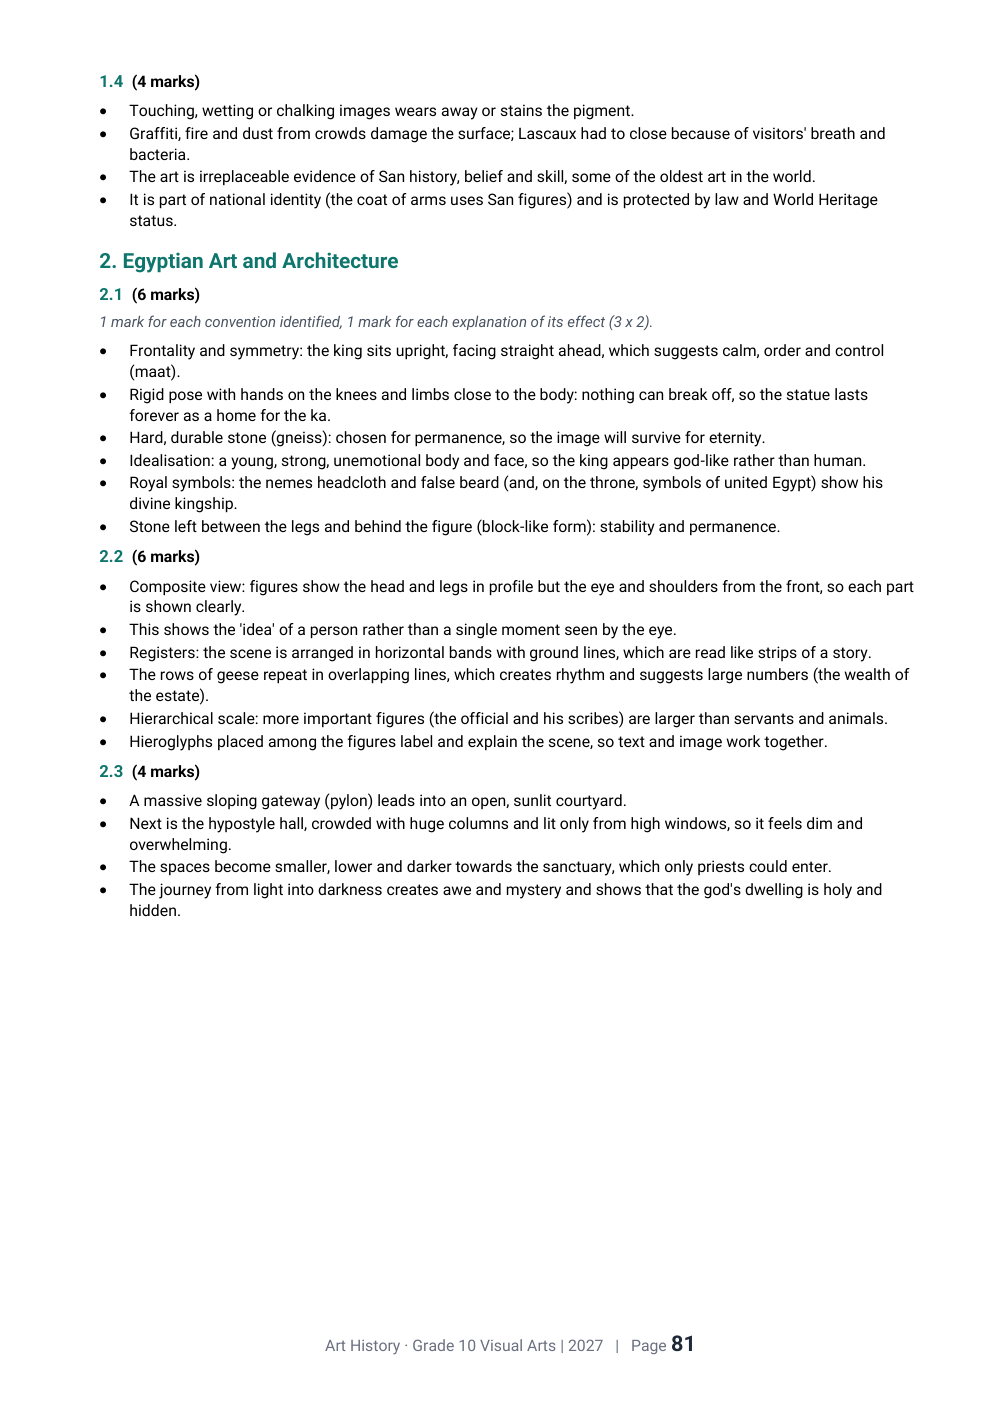 1.4 (4 marks)
• Touching, wetting or chalking images wears away or stains the pigment.
• Graffiti, fire and dust from crowds damage the surface; Lascaux had to close because of visitors' breath and
bacteria.
• The art is irreplaceable evidence of San history, belief and skill, some of the oldest art in the world.
• It is part of national identity (the coat of arms uses San figures) and is protected by law and World Heritage
status.
2. Egyptian Art and Architecture
2.1 (6 marks)
1 mark for each convention identified, 1 mark for each explanation of its effect (3 x 2).
• Frontality and symmetry: the king sits upright, facing straight ahead, which suggests calm, order and control
(maat).
• Rigid pose with hands on the knees and limbs close to the body: nothing can break off, so the statue lasts
forever as a home for the ka.
• Hard, durable stone (gneiss): chosen for permanence, so the image will survive for eternity.
• Idealisation: a young, strong, unemotional body and face, so the king appears god-like rather than human.
• Royal symbols: the nemes headcloth and false beard (and, on the throne, symbols of united Egypt) show his
divine kingship.
• Stone left between the legs and behind the figure (block-like form): stability and permanence.
2.2 (6 marks)
• Composite view: figures show the head and legs in profile but the eye and shoulders from the front, so each part
is shown clearly.
• This shows the 'idea' of a person rather than a single moment seen by the eye.
• Registers: the scene is arranged in horizontal bands with ground lines, which are read like strips of a story.
• The rows of geese repeat in overlapping lines, which creates rhythm and suggests large numbers (the wealth of
the estate).
• Hierarchical scale: more important figures (the official and his scribes) are larger than servants and animals.
• Hieroglyphs placed among the figures label and explain the scene, so text and image work together.
2.3 (4 marks)
• A massive sloping gateway (pylon) leads into an open, sunlit courtyard.
• Next is the hypostyle hall, crowded with huge columns and lit only from high windows, so it feels dim and
overwhelming.
• The spaces become smaller, lower and darker towards the sanctuary, which only priests could enter.
• The journey from light into darkness creates awe and mystery and shows that the god's dwelling is holy and
hidden.
Art History · Grade 10 Visual Arts | 2027 | Page 81